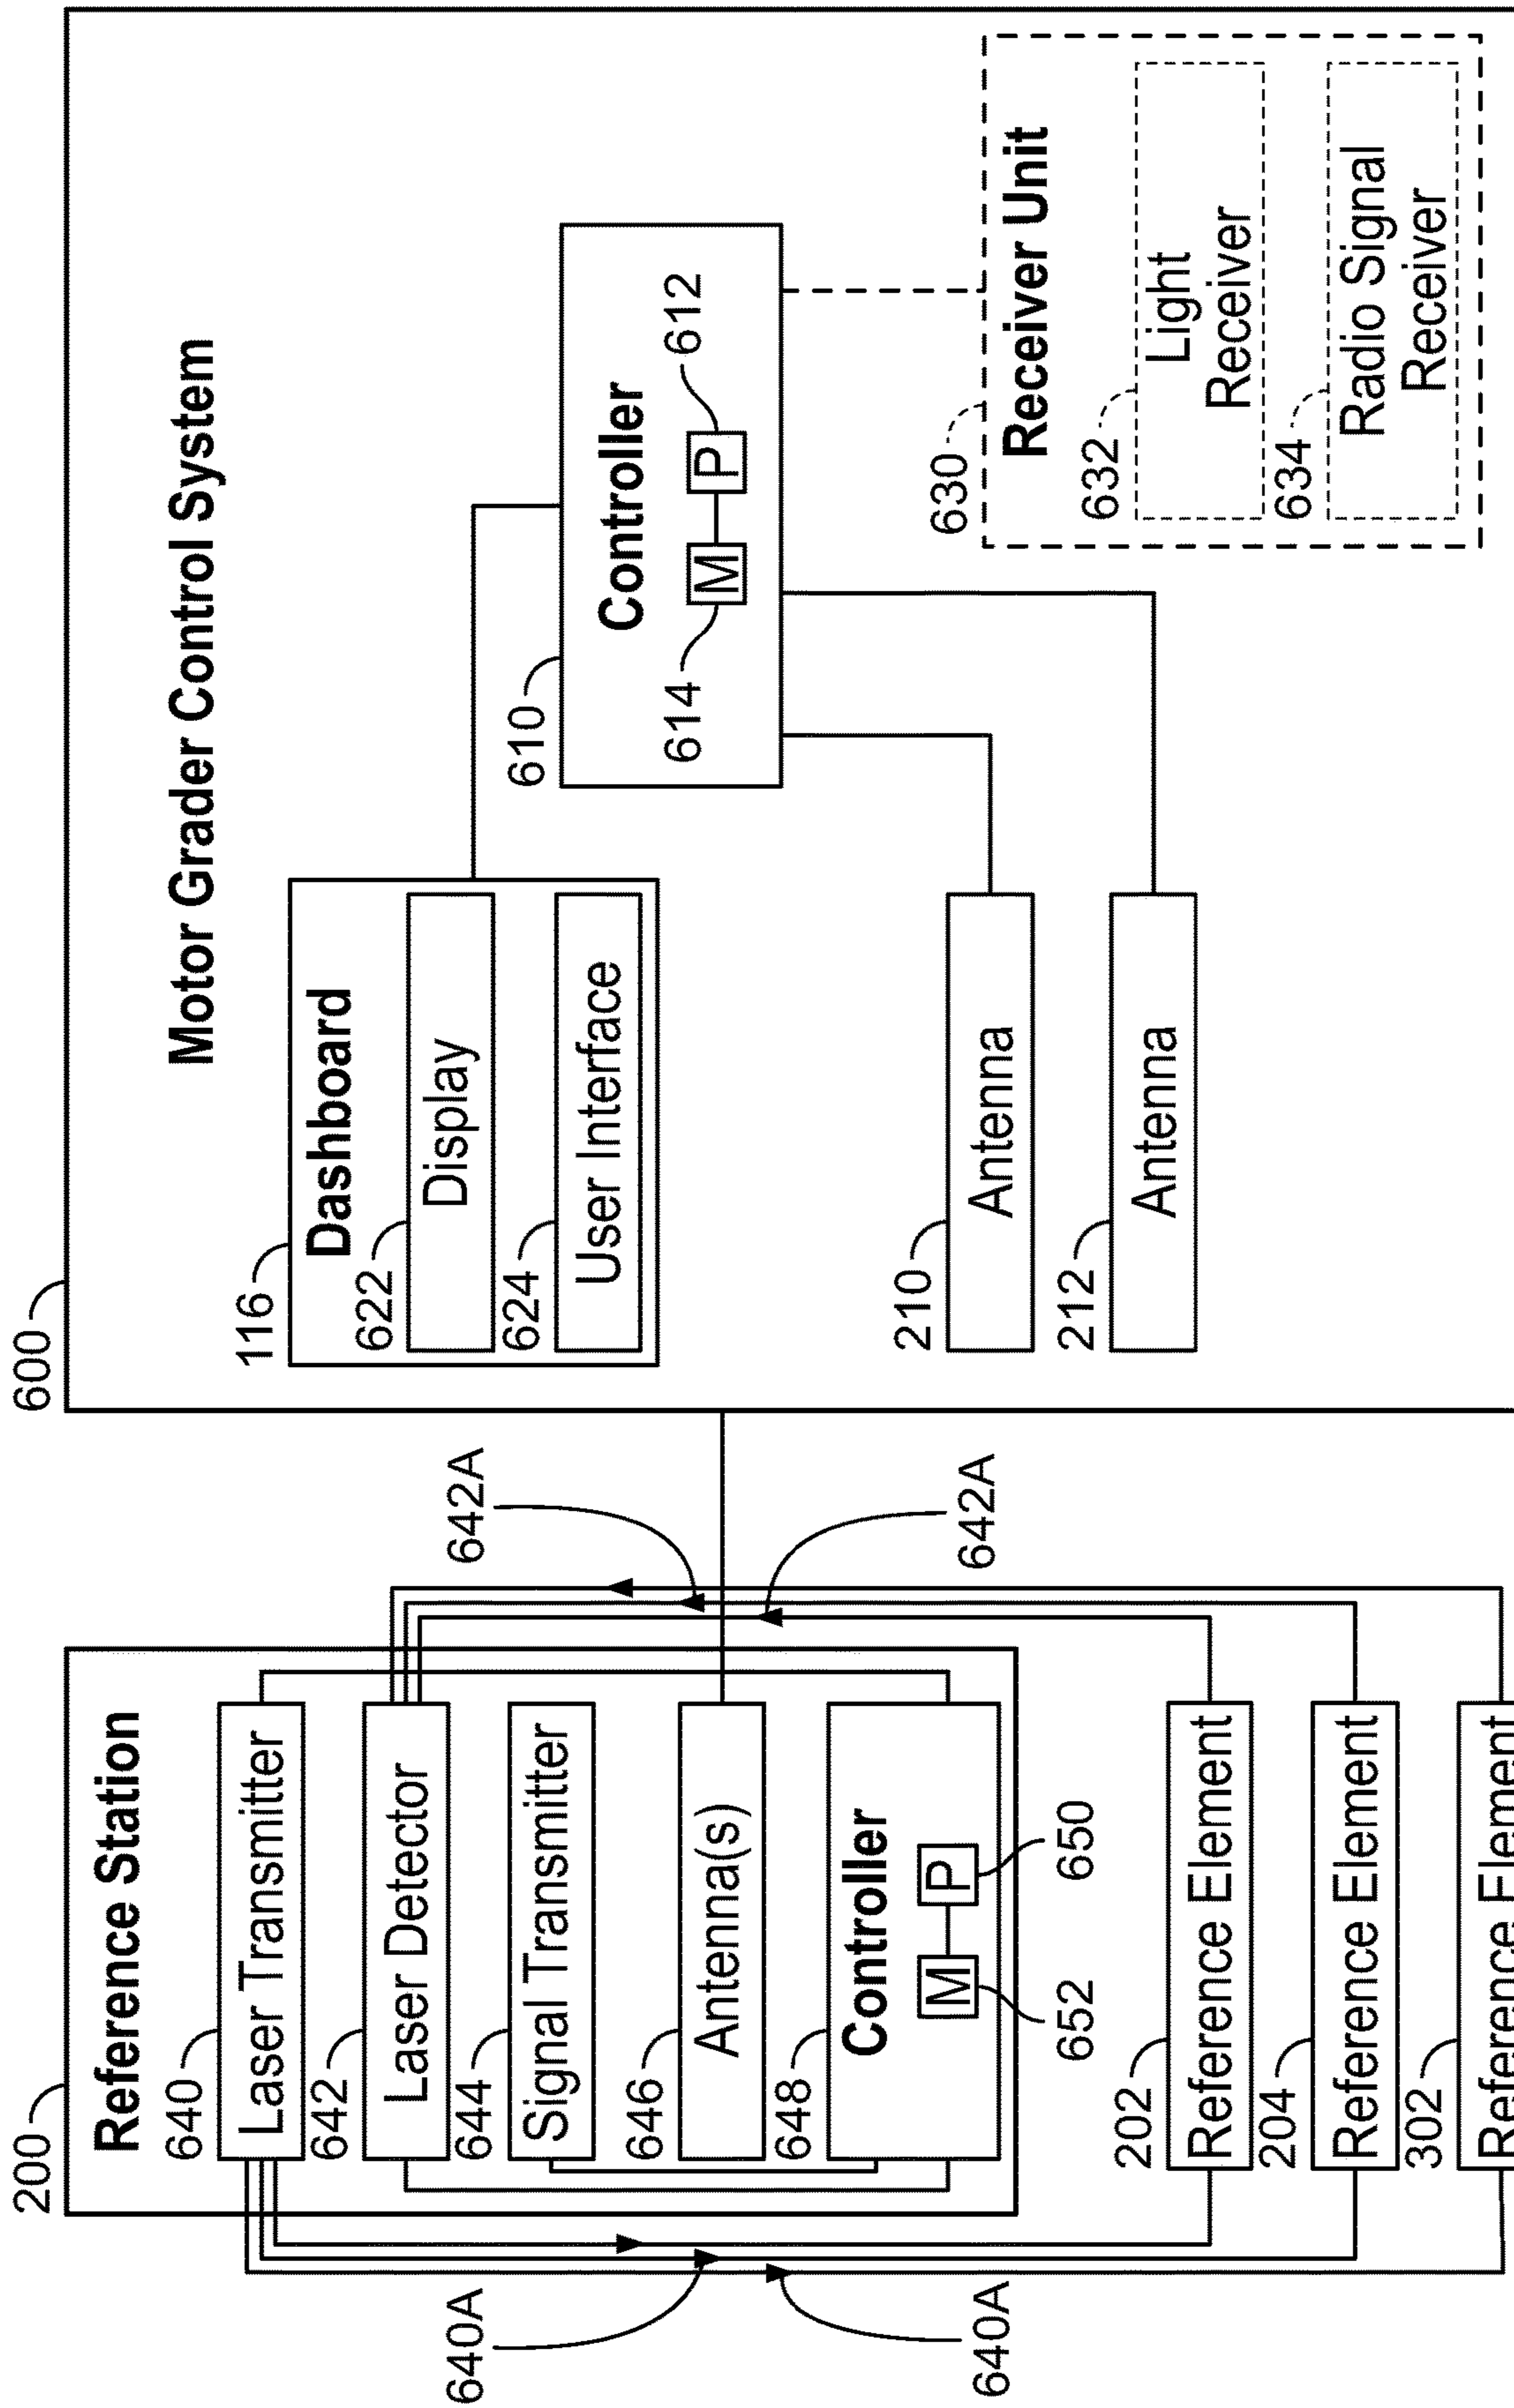 200
Reference Station
640
Laser Transmitter
642
Laser Detector
644
Signal Transmitter
646
Antenna(s)
648
Controller
M
P
652
650
640A
640A
642A
642A
202
Reference Element
204
Reference Element
302
Reference Element
600
Motor Grader Control System
116
Dashboard
622
Display
624
User Interface
210
Antenna
212
Antenna
610
Controller
614
M
P
612
630
Receiver Unit
632
Light
Receiver
634
Radio Signal
Receiver